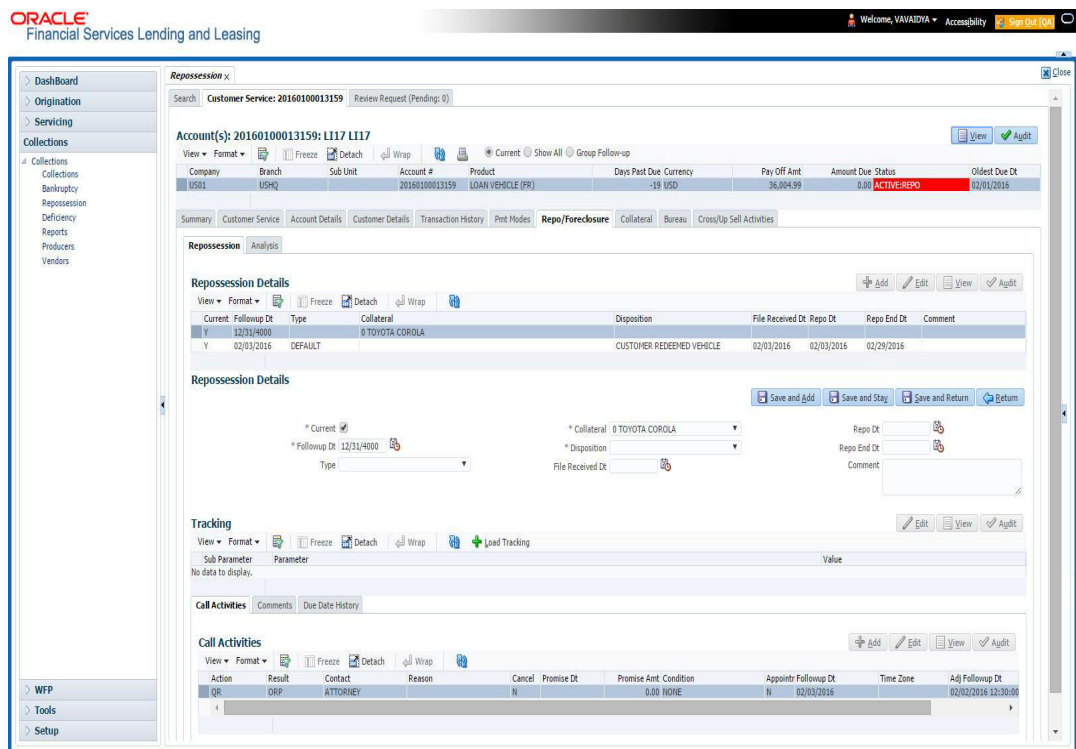 ORACLE'
Financial Services Lending and Leasing
Welcome, VAVAIDYA Accessibility Sign Out [QA]
Close
DashBoard
Origination
Servicing
Collections
Collections
Collections
Bankruptcy
Repossession
Deficiency
Reports
Producers
Vendors
WFP
Tools
Setup
Repossession x
Search Customer Service: 20160100013159 Review Request (Pending: 0)
Account(s): 20160100013159: LI17 LI17
View Audit
View Format Freeze Detach Wrap Current Show All Group Follow-up
Company Branch Sub Unit Account # Product Days Past Due Currency Pay Off Amt Amount Due Status Oldest Due Dt
US01 USHQ 20160100013159 LOAN VEHICLE (FR) -19 USD 36,004.99 0.00 ACTIVE:REPO 02/01/2016
Summary Customer Service Account Details Customer Details Transaction History Pmt Modes Repo/Foreclosure Collateral Bureau Cross/Up Sell Activities
Repossession Analysis
Repossession Details
Add Edit View Audit
View Format Freeze Detach Wrap
Current Followup Dt Type Collateral Disposition File Received Dt Repo Dt Repo End Dt Comment
Y 12/31/4000 0 TOYOTA COROLA
Y 02/03/2016 DEFAULT CUSTOMER REDEEMED VEHICLE 02/03/2016 02/03/2016 02/29/2016
Repossession Details
Save and Add Save and Stay Save and Return Return
* Current * Collateral 0 TOYOTA COROLA Repo Dt
* Followup Dt 12/31/4000 * Disposition Repo End Dt
Type File Received Dt Comment
Tracking
Edit View Audit
View Format Freeze Detach Wrap Load Tracking
Sub Parameter Parameter Value
No data to display.
Call Activities Comments Due Date History
Call Activities
Add Edit View Audit
View Format Freeze Detach Wrap
Action Result Contact Reason Cancel Promise Dt Promise Amt Condition Appointr Followup Dt Time Zone Adj Followup Dt
QR ORP ATTORNEY N 0.00 NONE N 02/03/2016 02/02/2016 12:30:00